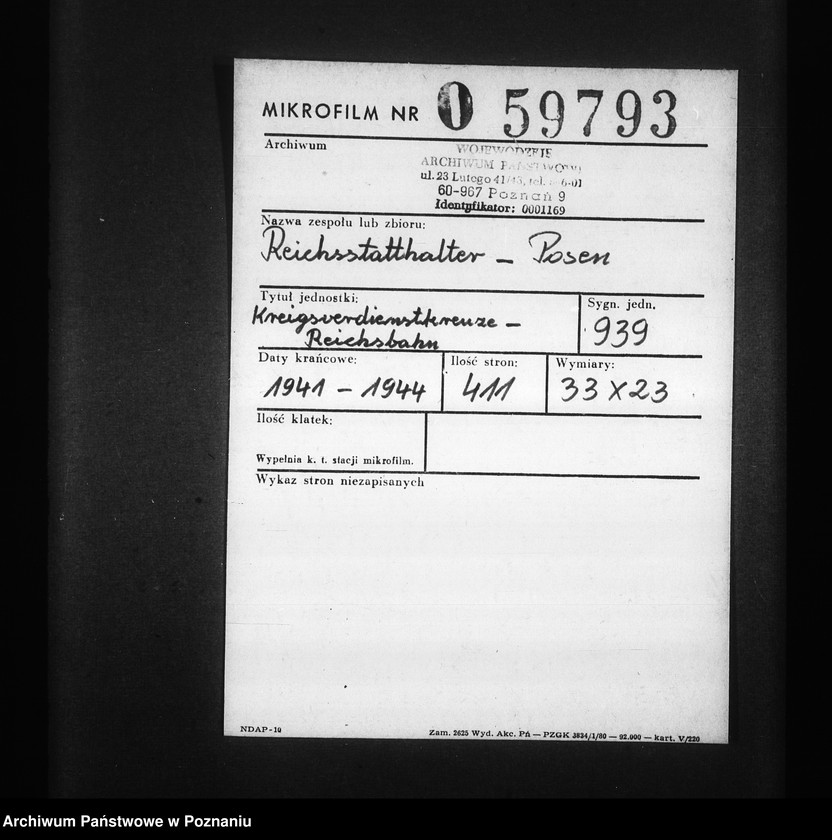 MIKROFILM NR 0 59793
Archiwum
WOJEWÓDZKIE
ARCHIWUM PAŃSTWOWE
ul. 23 Lutego 41/43, tel.
60-967 Poznań 9
Identyfikator: 0001169
Nazwa zespołu lub zbioru:
Reichsstatthalter – Posen
Tytuł jednostki:
Kreigsverdienstkreuze –
Reichsbahn
Sygn. jedn.
939
Daty krańcowe:
1941 – 1944
Ilość stron:
411
Wymiary:
33 x 23
Ilość klatek:
Wypełnia k. t. stacji mikrofilm.
Wykaz stron niezapisanych
NDAP-10
Zam. 2625 Wyd. Akc. Pń — PZGK 3834/I/80 — 92.000 — kart. V/220
Archiwum Państwowe w Poznaniu